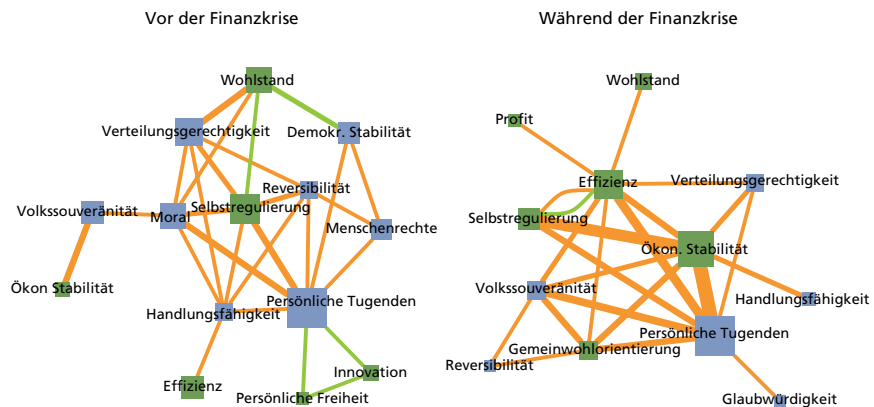 Vor der Finanzkrise
Wohlstand
Verteilungsgerechtigkeit
Demokr. Stabilität
Reversibilität
Selbstregulierung
Volkssouveränität
Moral
Menschenrechte
Ökon Stabilität
Persönliche Tugenden
Handlungsfähigkeit
Innovation
Effizienz
Persönliche Freiheit
Während der Finanzkrise
Wohlstand
Profit
Effizienz
Verteilungsgerechtigkeit
Selbstregulierung
Ökon. Stabilität
Volkssouveränität
Handlungsfähigkeit
Persönliche Tugenden
Gemeinwohlorientierung
Reversibilität
Glaubwürdigkeit